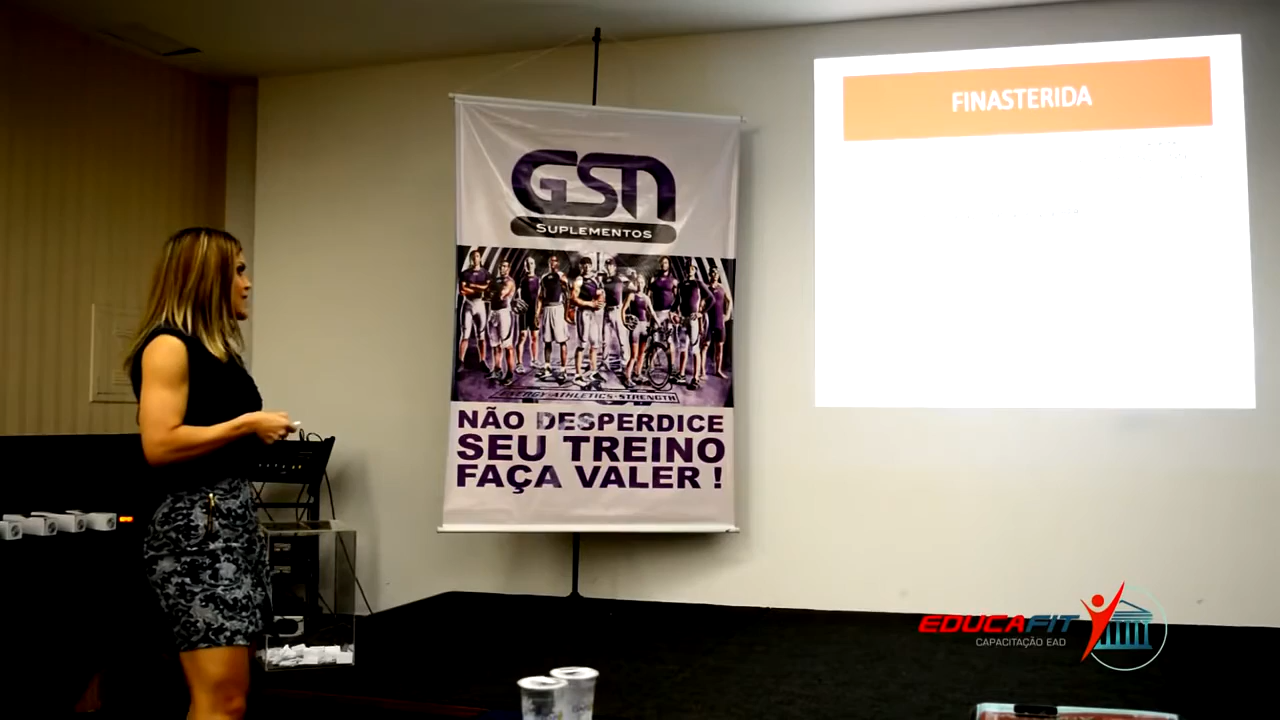 FINASTERIDA
GSN
SUPLEMENTOS
ENERGY-ATHLETICS-STRENGTH
NÃO DESPERDICE
SEU TREINO
FAÇA VALER !
EDUCAFIT
CAPACITAÇÃO EAD